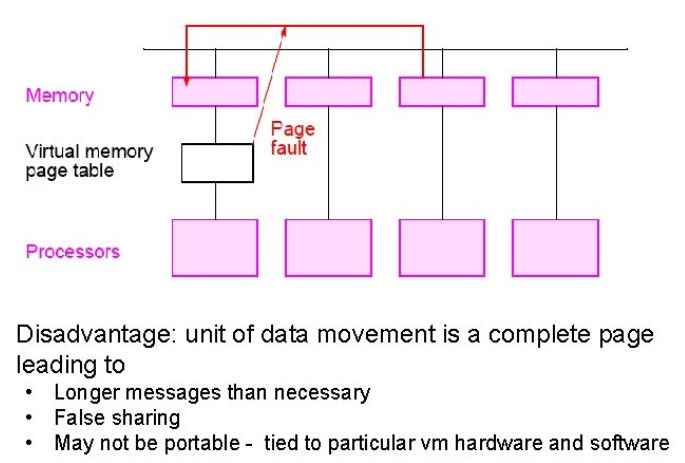 Memory
Page
fault
Virtual memory
page table
Processors
Disadvantage: unit of data movement is a complete page
leading to
• Longer messages than necessary
• False sharing
• May not be portable - tied to particular vm hardware and software